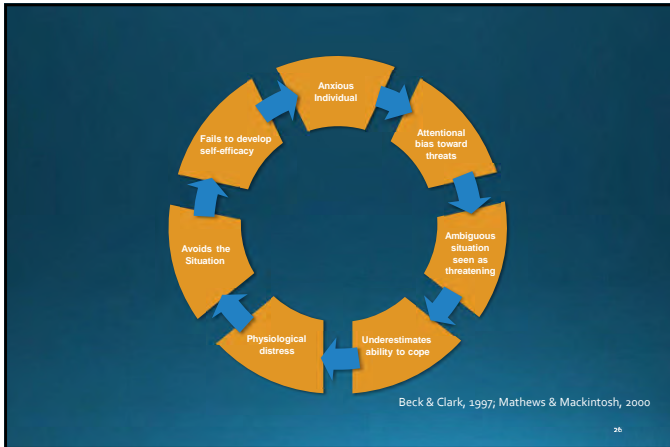 Anxious
Individual
Attentional
bias toward
threats
Ambiguous
situation
seen as
threatening
Underestimates
ability to cope
Physiological
distress
Avoids the
Situation
Fails to develop
self-efficacy
Beck & Clark, 1997; Mathews & Mackintosh, 2000
26